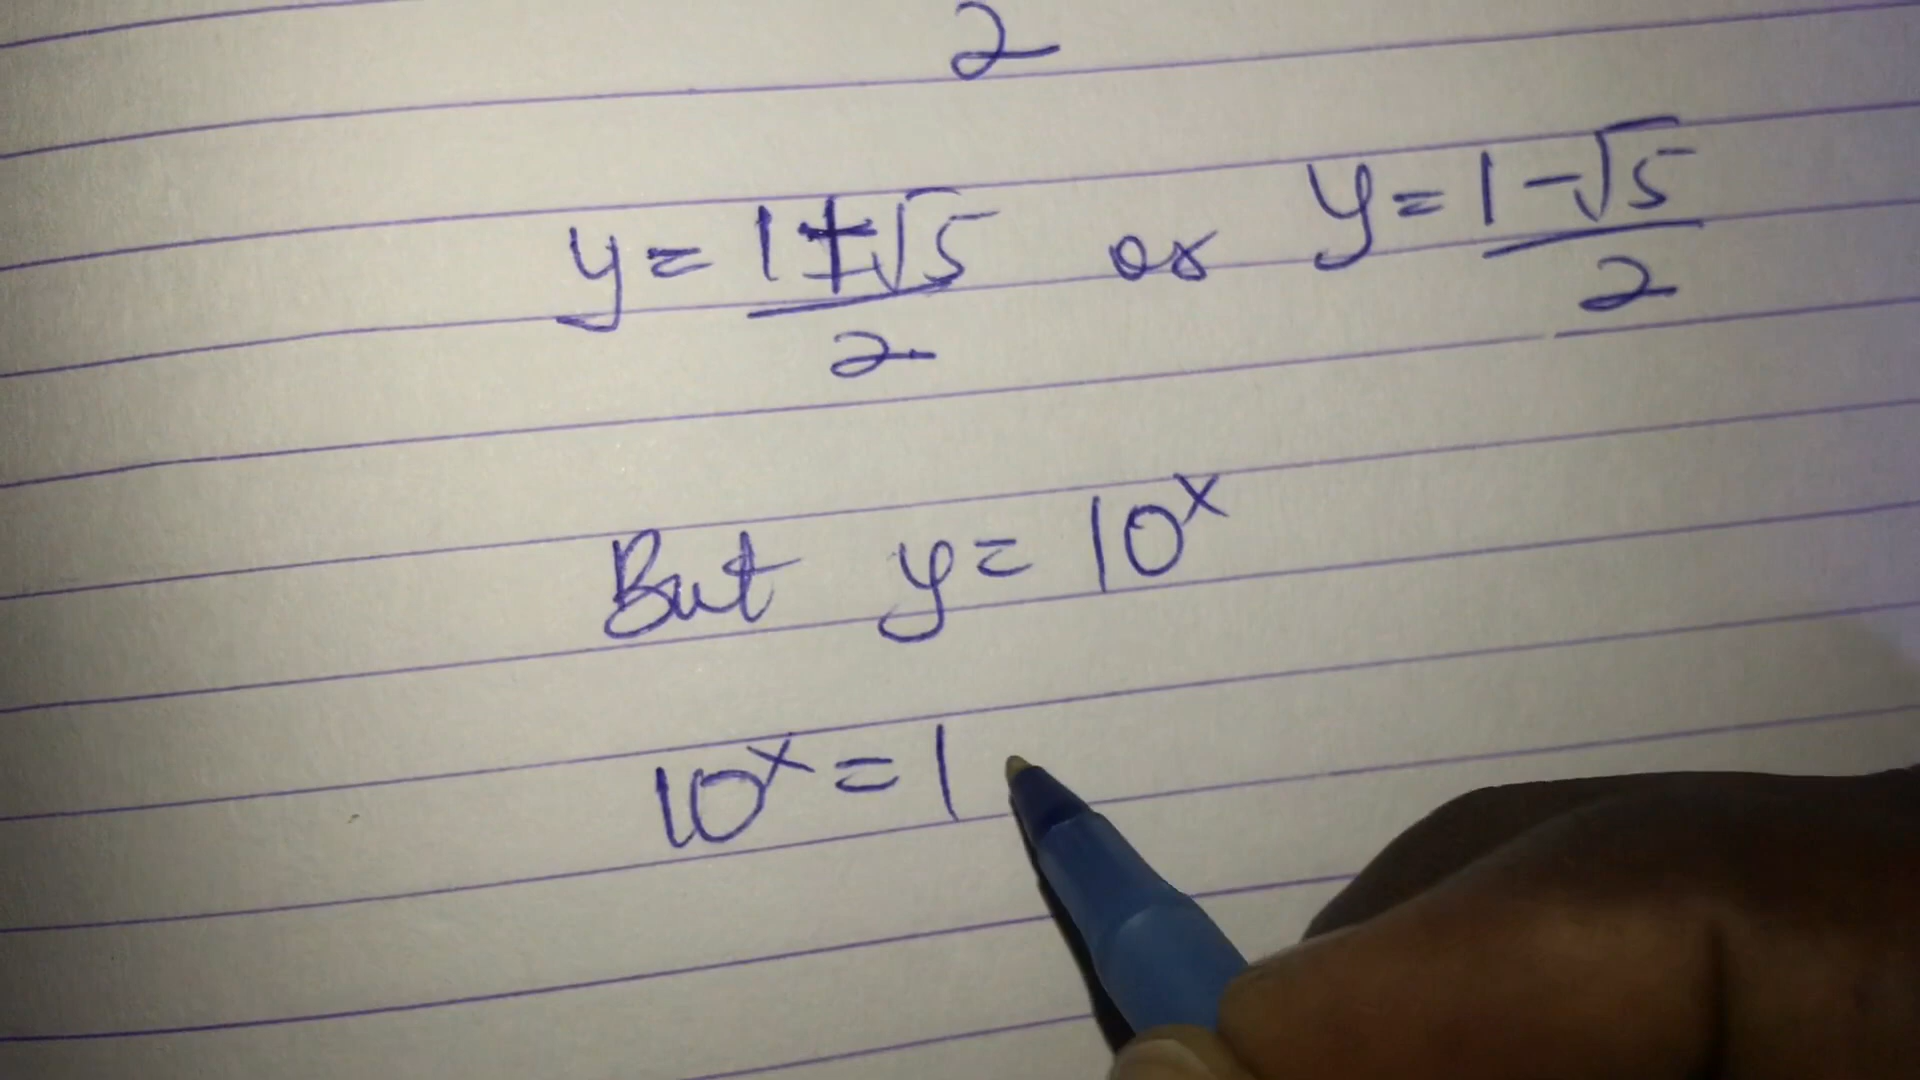 2
y = 1+√5/2 or y = 1-√5/2
But y = 10^x
10^x = 1